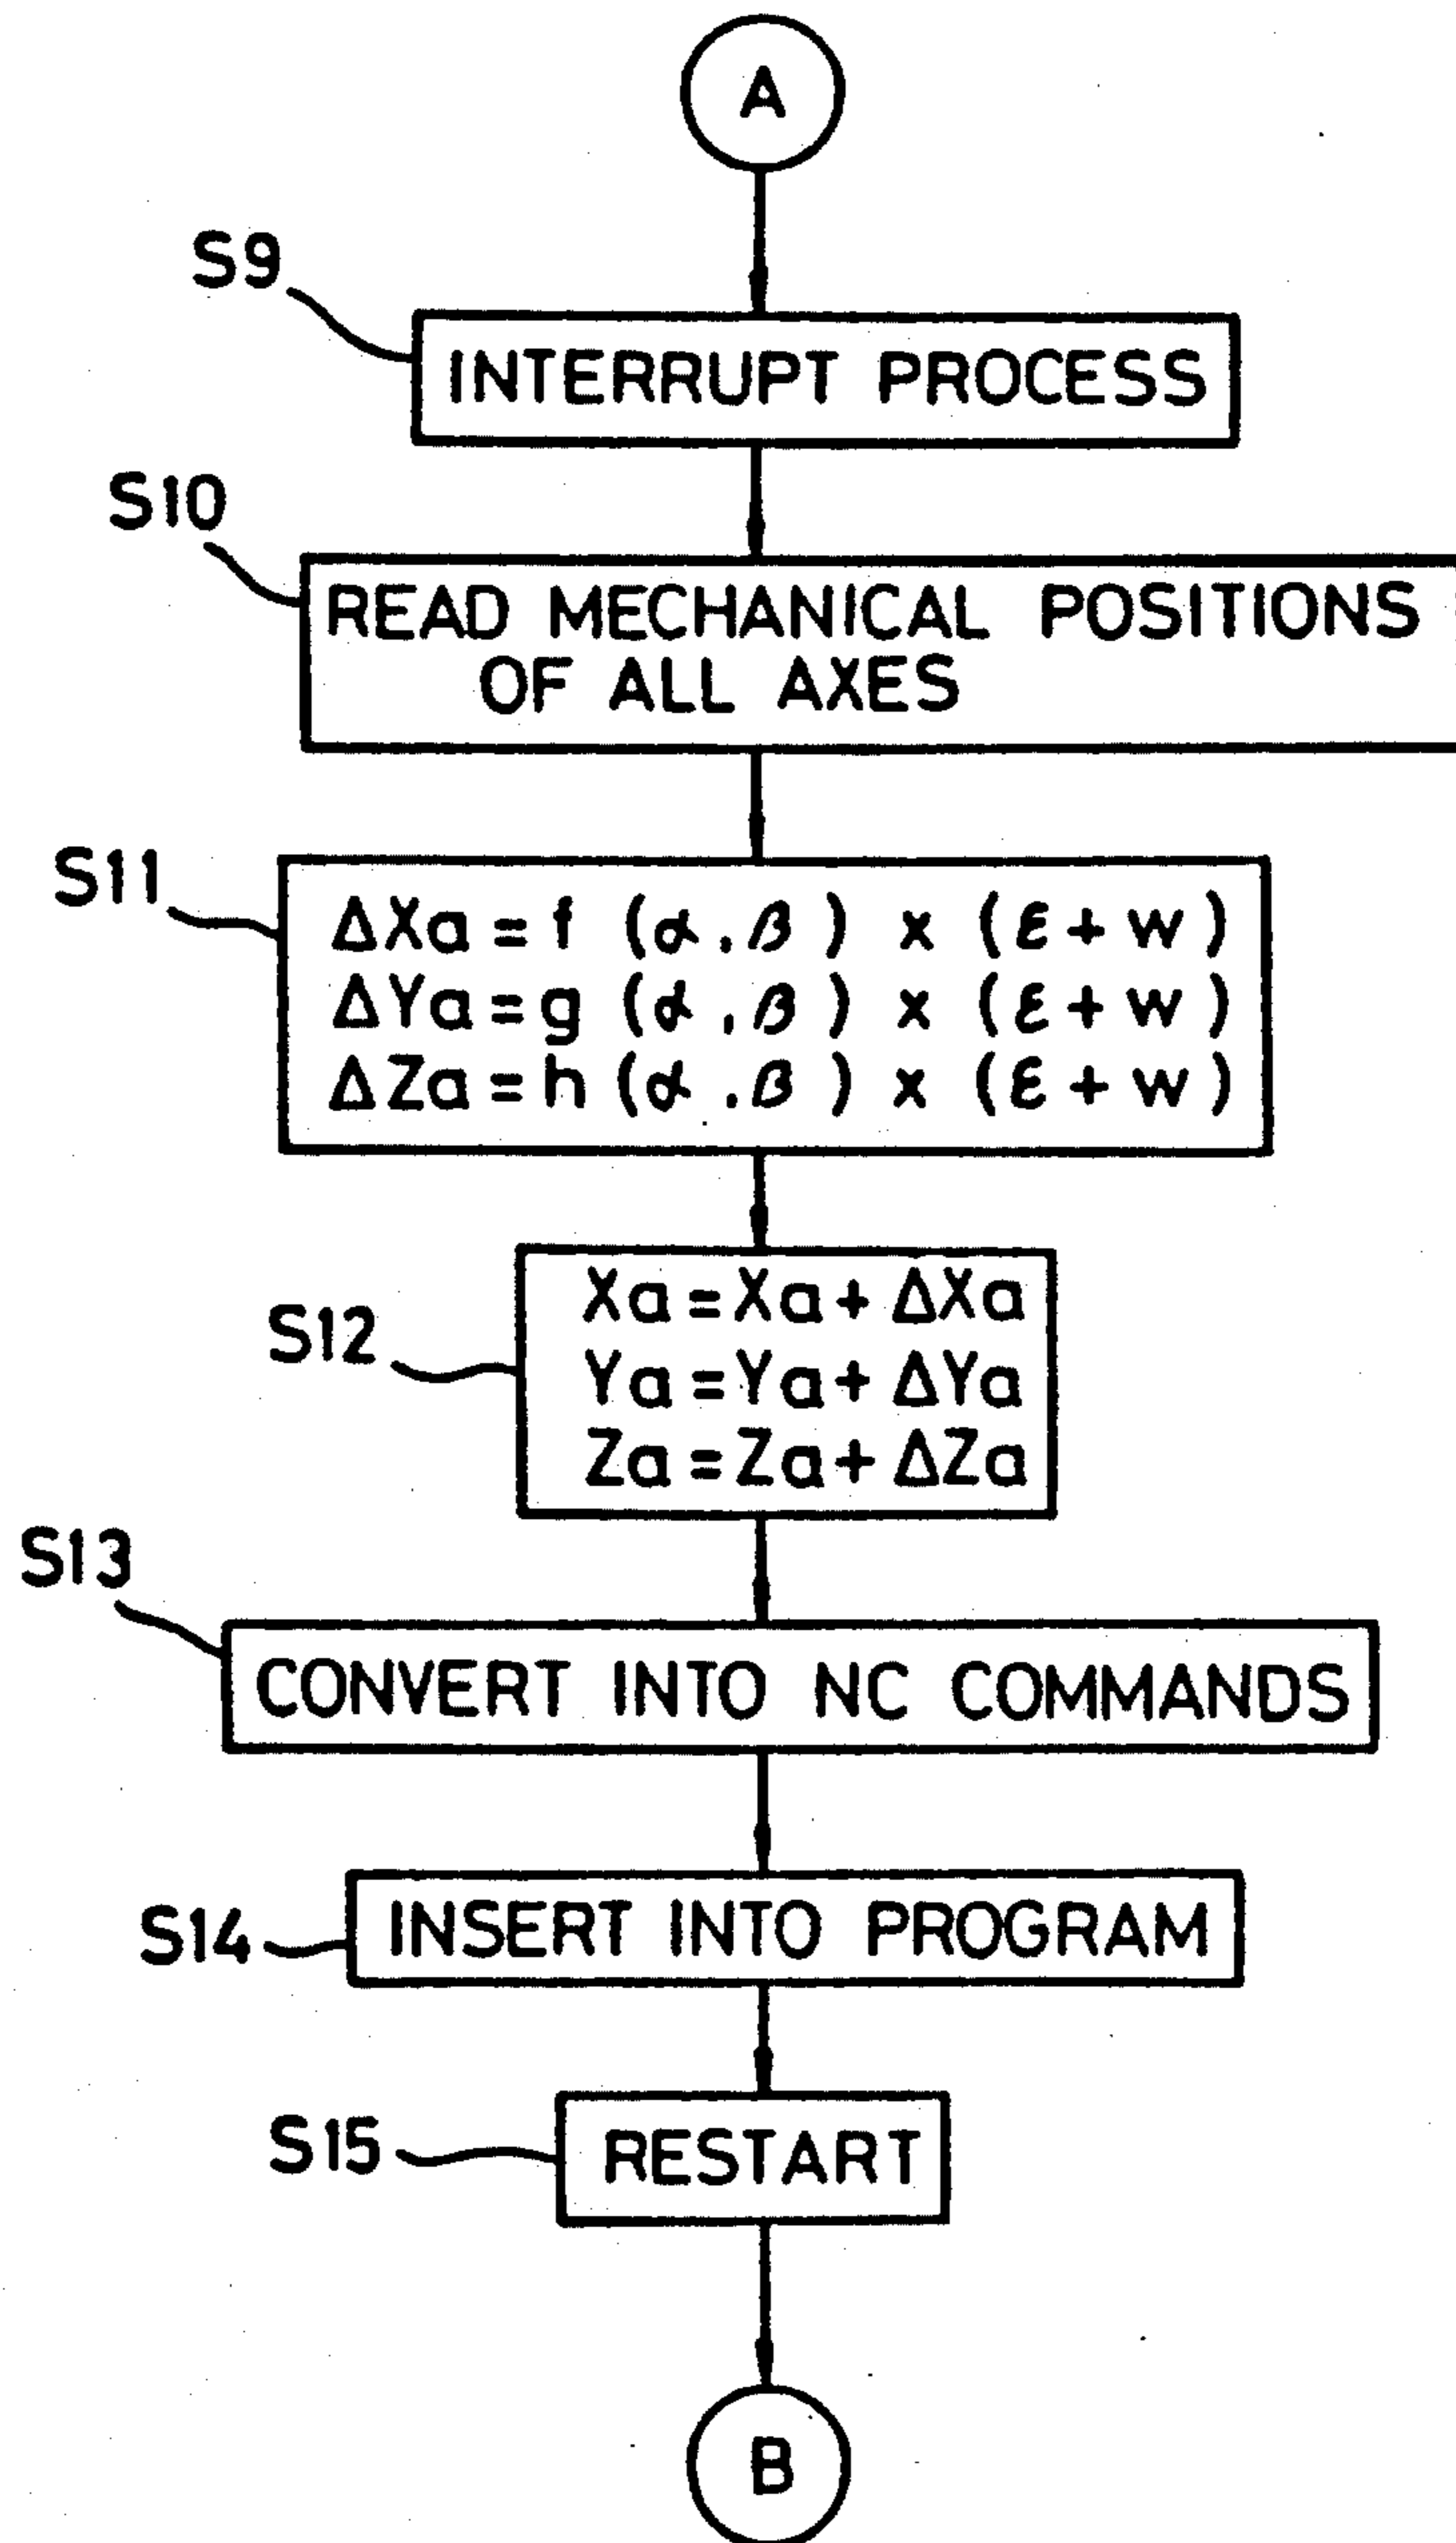 A
S9
INTERRUPT PROCESS
S10
READ MECHANICAL POSITIONS
OF ALL AXES
S11
ΔXa = f (α , β ) x (ε + w )
ΔYa = g (α , β ) x (ε + w )
ΔZa = h (α , β ) x (ε + w )
S12
Xa = Xa + ΔXa
Ya = Ya + ΔYa
Za = Za + ΔZa
S13
CONVERT INTO NC COMMANDS
S14
INSERT INTO PROGRAM
S15
RESTART
B